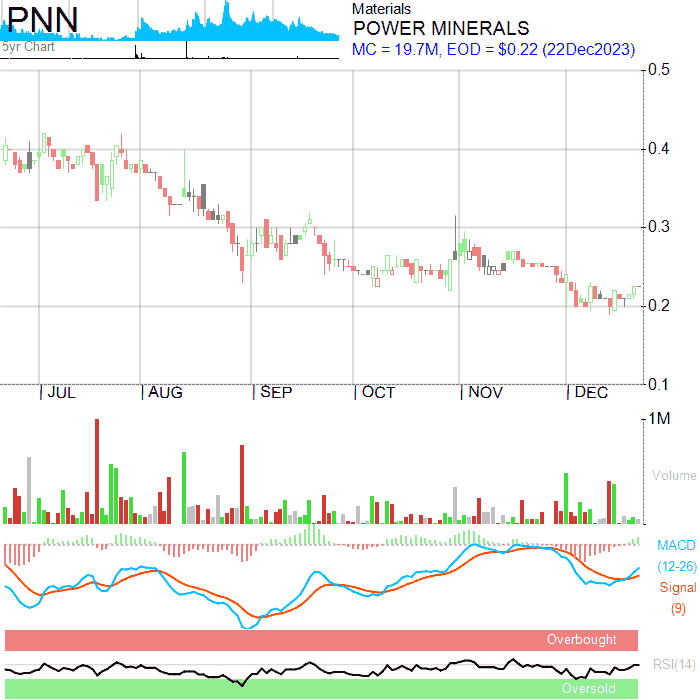 PNN
5yr Chart
Materials
POWER MINERALS
MC = 19.7M, EOD = $0.22 (22Dec2023)
0.5
0.4
0.3
0.2
0.1
JUL
AUG
SEP
OCT
NOV
DEC
1M
Volume
MACD
(12-26)
Signal
(9)
Overbought
RSI(14)
Oversold